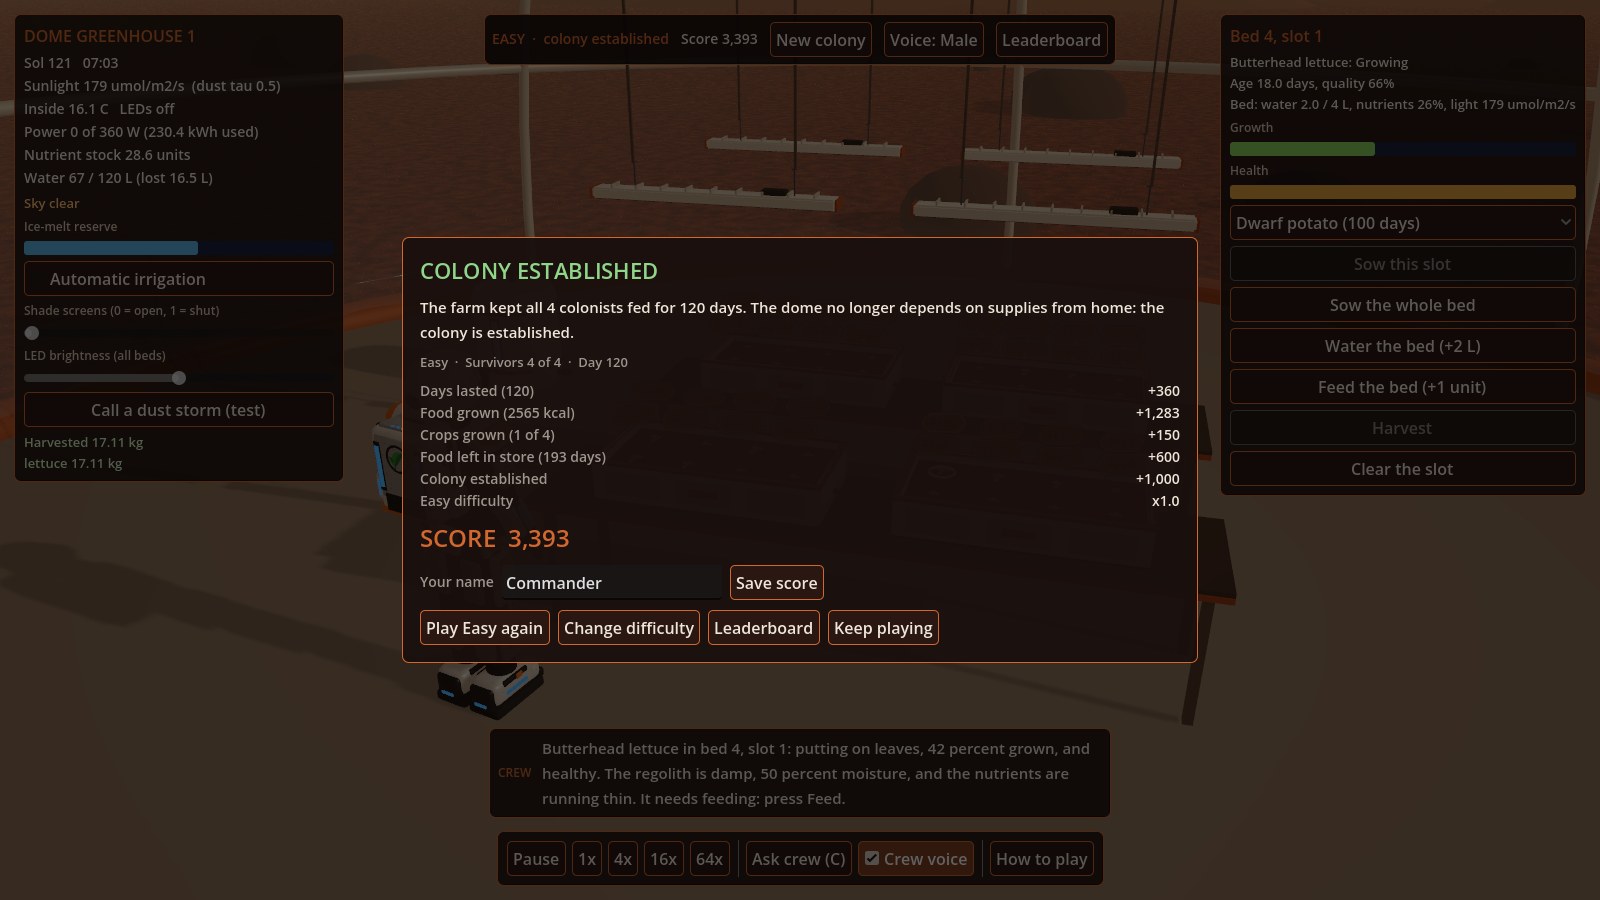 DOME GREENHOUSE 1
Sol 121 07:03
Sunlight 179 umol/m2/s (dust tau 0.5)
Inside 16.1 C LEDs off
Power 0 of 360 W (230.4 kWh used)
Nutrient stock 28.6 units
Water 67 / 120 L (lost 16.5 L)
Sky clear
Ice-melt reserve
Automatic irrigation
Shade screens (0 = open, 1 = shut)
LED brightness (all beds)
Call a dust storm (test)
Harvested 17.11 kg
lettuce 17.11 kg
EASY · colony established Score 3,393 New colony Voice: Male Leaderboard
Bed 4, slot 1
Butterhead lettuce: Growing
Age 18.0 days, quality 66%
Bed: water 2.0 / 4 L, nutrients 26%, light 179 umol/m2/s
Growth
Health
Dwarf potato (100 days)
Sow this slot
Sow the whole bed
Water the bed (+2 L)
Feed the bed (+1 unit)
Harvest
Clear the slot
COLONY ESTABLISHED
The farm kept all 4 colonists fed for 120 days. The dome no longer depends on supplies from home: the
colony is established.
Easy · Survivors 4 of 4 · Day 120
Days lasted (120) +360
Food grown (2565 kcal) +1,283
Crops grown (1 of 4) +150
Food left in store (193 days) +600
Colony established +1,000
Easy difficulty x1.0
SCORE 3,393
Your name Commander Save score
Play Easy again Change difficulty Leaderboard Keep playing
CREW
Butterhead lettuce in bed 4, slot 1: putting on leaves, 42 percent grown, and
healthy. The regolith is damp, 50 percent moisture, and the nutrients are
running thin. It needs feeding: press Feed.
Pause 1x 4x 16x 64x Ask crew (C) Crew voice How to play